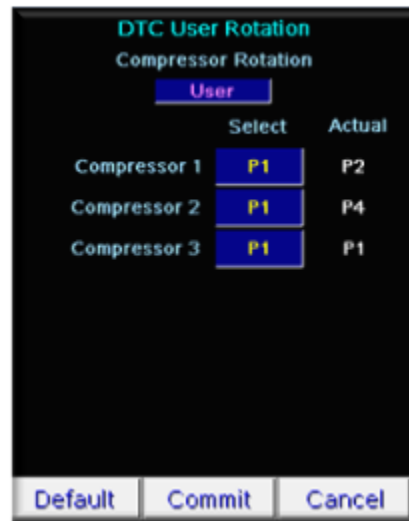 DTC User Rotation
Compressor Rotation
User
Select Actual
Compressor 1 P1 P2
Compressor 2 P1 P4
Compressor 3 P1 P1
Default Commit Cancel